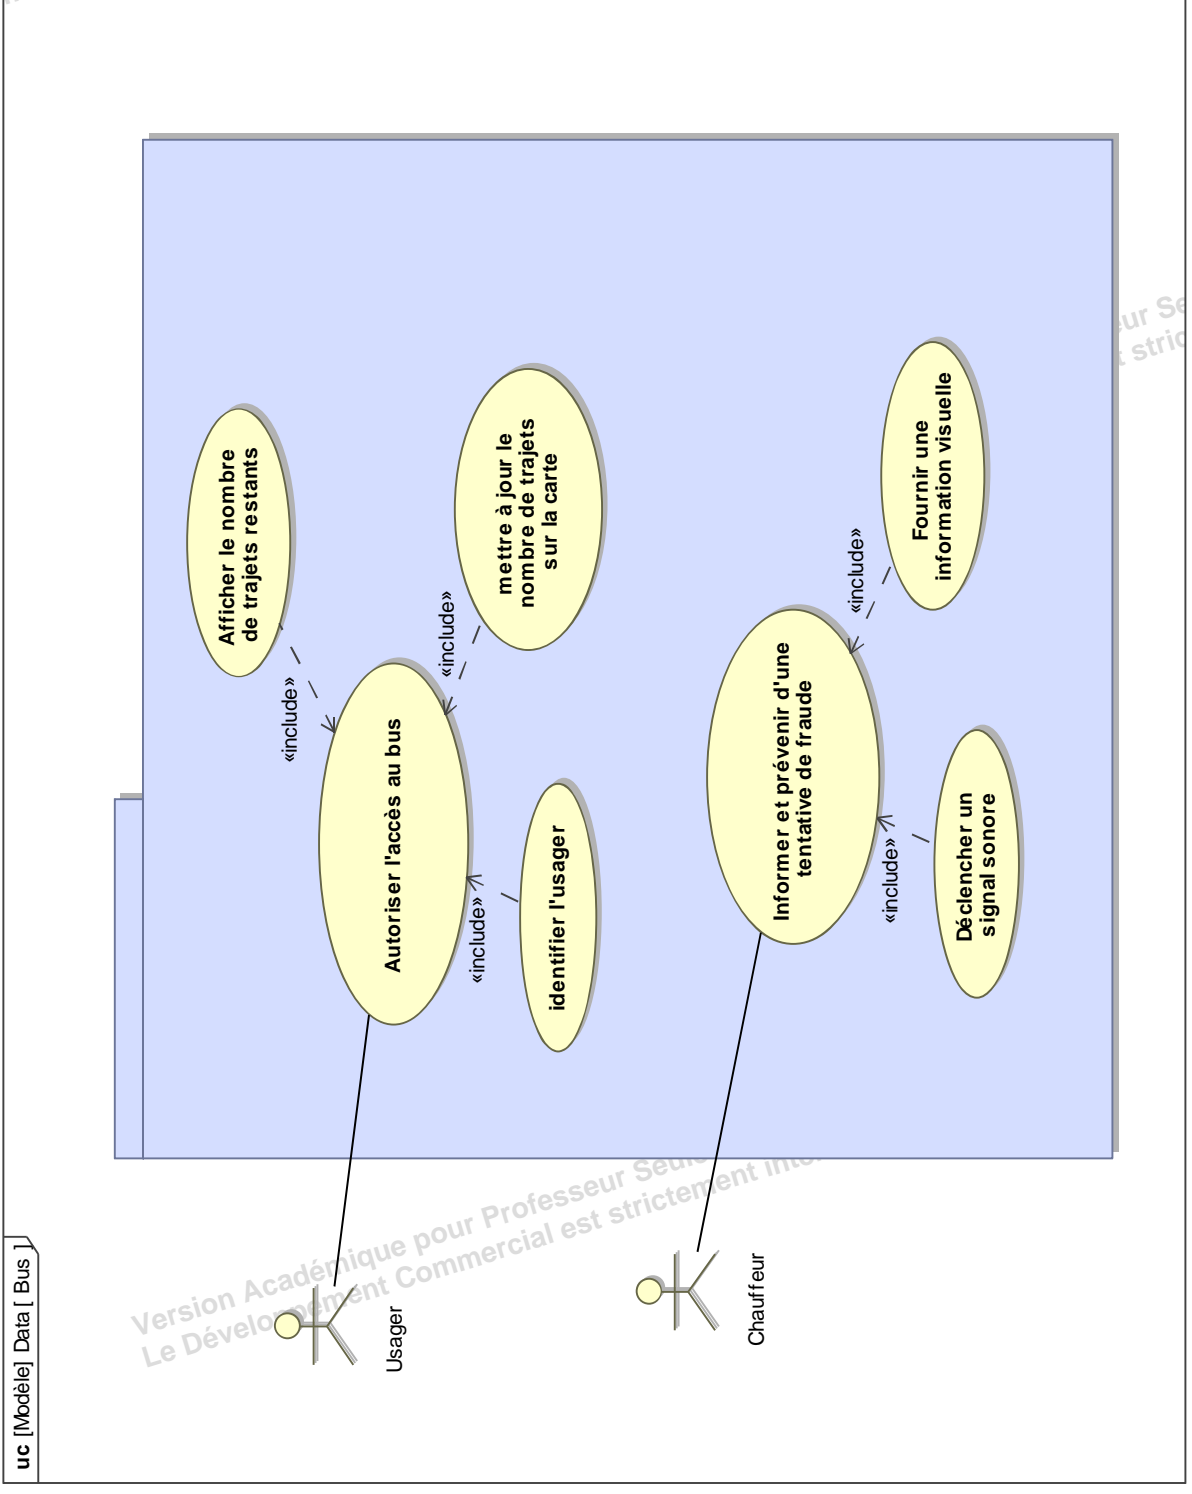 uc [Modèle] Data [ Bus ]
Usager
Chauffeur
Autoriser l'accès au bus
«include»
Afficher le nombre
de trajets restants
«include»
mettre à jour le
nombre de trajets
sur la carte
«include»
identifier l'usager
Informer et prévenir d'une
tentative de fraude
«include»
Fournir une
information visuelle
«include»
Déclencher un
signal sonore
Version Académique pour Professeur
Le Développement Commercial est strictement